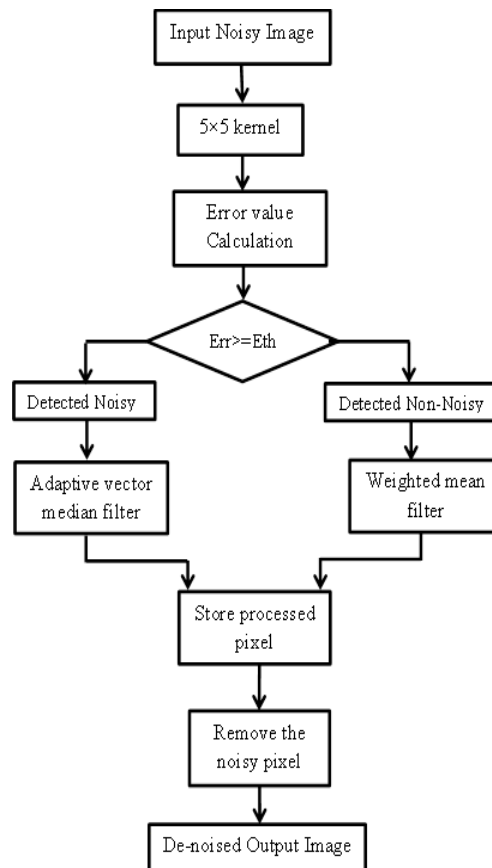 Input Noisy Image
5×5 kernel
Error value
Calculation
Err>=Eth
Detected Noisy
Detected Non-Noisy
Adaptive vector
median filter
Weighted mean
filter
Store processed
pixel
Remove the
noisy pixel
De-noised Output Image